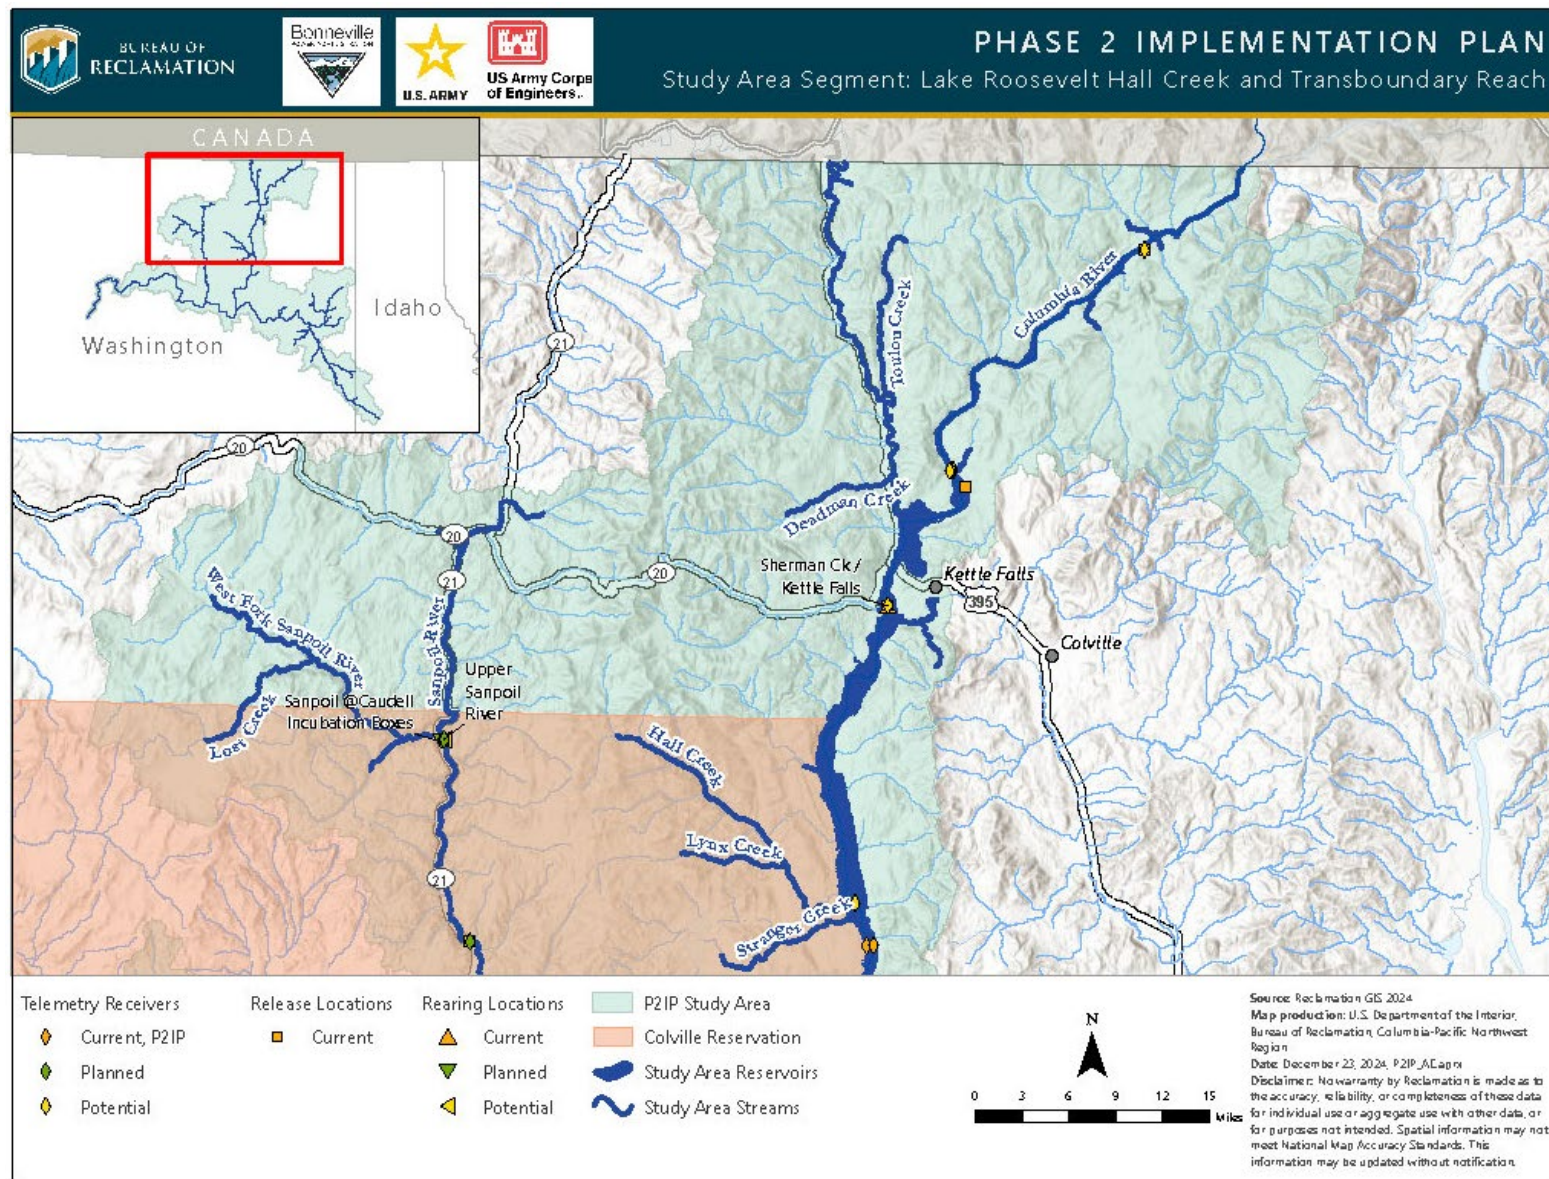 BUREAU OF
RECLAMATION
Bonneville
POWER ADMINISTRATION
U.S. ARMY
US Army Corps
of Engineers®
PHASE 2 IMPLEMENTATION PLAN
Study Area Segment: Lake Roosevelt Hall Creek and Transboundary Reach
CANADA
Washington
Idaho
21
20
Toulou Creek
Columbia River
Deadman Creek
20
21
20
Sherman Ck /
Kettle Falls
Kettle Falls
395
Colville
West Fork Sanpoil River
Sanpoil River
Lost Creek
Sanpoil @Caudell
Incubation Boxes
Upper
Sanpoil
River
Hall Creek
Lynx Creek
21
Stranger Creek
Telemetry Receivers
Current, P2IP
Planned
Potential
Release Locations
Current
Rearing Locations
Current
Planned
Potential
P2IP Study Area
Colville Reservation
Study Area Reservoirs
Study Area Streams
N
0 3 6 9 12 15
Miles
Source: Reclamation GIS 2024
Map production: U.S. Department of the Interior,
Bureau of Reclamation, Columbia-Pacific Northwest
Region
Date: December 23, 2024, P2IP_AE.aprx
Disclaimer: No warranty by Reclamation is made as to
the accuracy, reliability, or completeness of these data
for individual use or aggregate use with other data, or
for purposes not intended. Spatial information may not
meet National Map Accuracy Standards. This
information may be updated without notification.